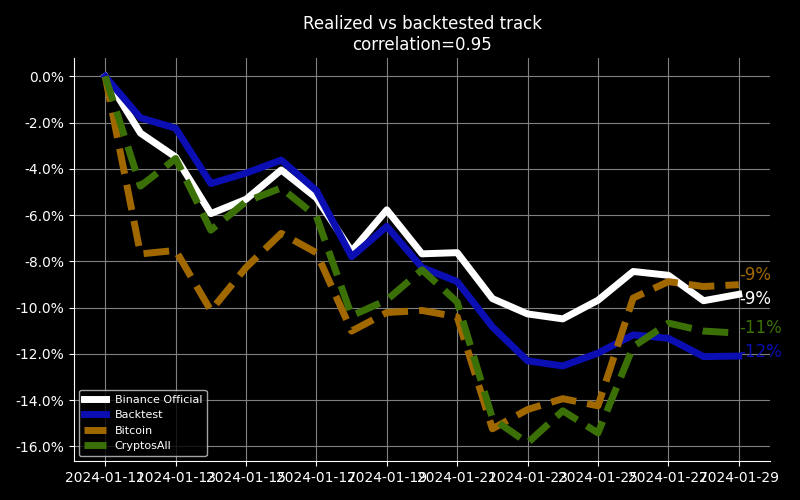 Realized vs backtested track
correlation=0.95
0.0%
-2.0%
-4.0%
-6.0%
-8.0%
-10.0%
-12.0%
-14.0%
-16.0%
-9%
-9%
-11%
-12%
Binance Official
Backtest
Bitcoin
CryptosAll
2024-01-11 2024-01-13 2024-01-15 2024-01-17 2024-01-19 2024-01-21 2024-01-23 2024-01-25 2024-01-27 2024-01-29